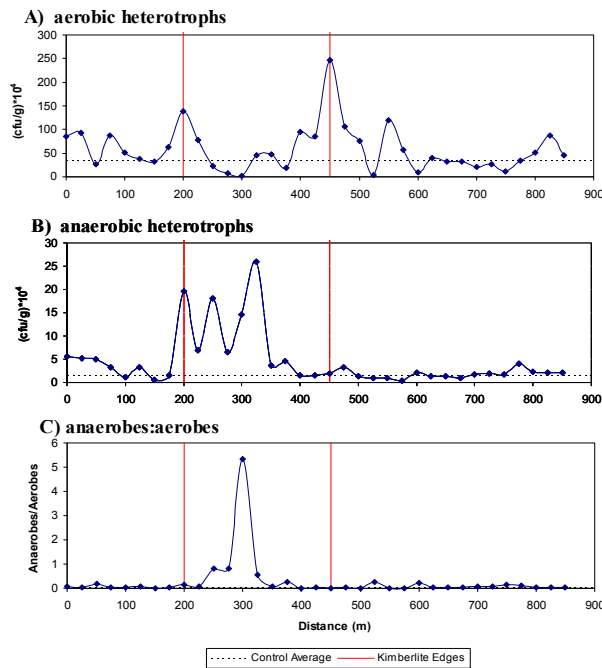 A) aerobic heterotrophs
(cfu/g)*10⁴
300
250
200
150
100
50
0
0 100 200 300 400 500 600 700 800 900
B) anaerobic heterotrophs
(cfu/g)*10⁴
30
25
20
15
10
5
0
0 100 200 300 400 500 600 700 800 900
C) anaerobes:aerobes
Anaerobes/Aerobes
6
5
4
3
2
1
0
0 100 200 300 400 500 600 700 800 900
Distance (m)
Control Average Kimberlite Edges